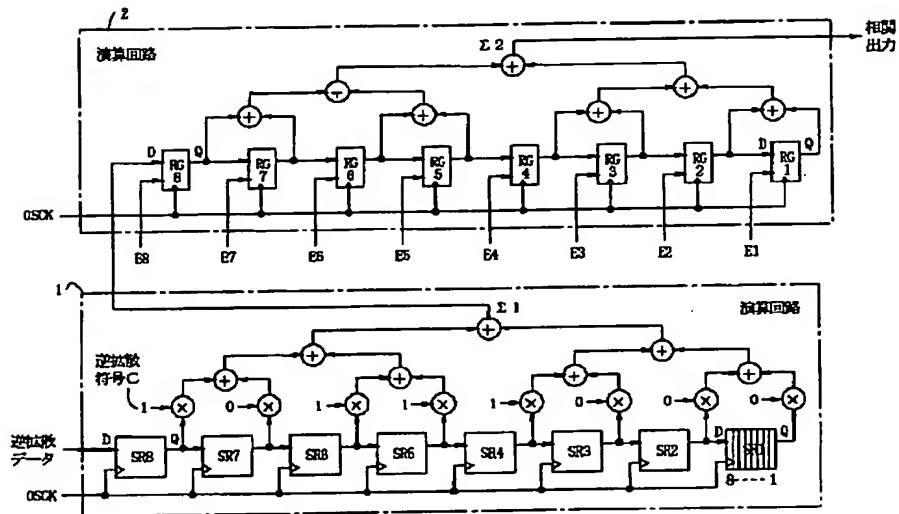 2
演算回路
Σ2
相関
出力
D Q
RG
8
RG
7
RG
6
RG
5
RG
4
RG
3
RG
2
D Q
RG
1
OSCK
E8 E7 E6 E5 E4 E3 E2 E1
1
Σ1
演算回路
逆拡散
符号C
1 0 1 1 1 0 0 0
逆拡散
データ
D Q
SR8 SR7 SR6 SR5 SR4 SR3 SR2
D Q
SR1
OSCK
8----1